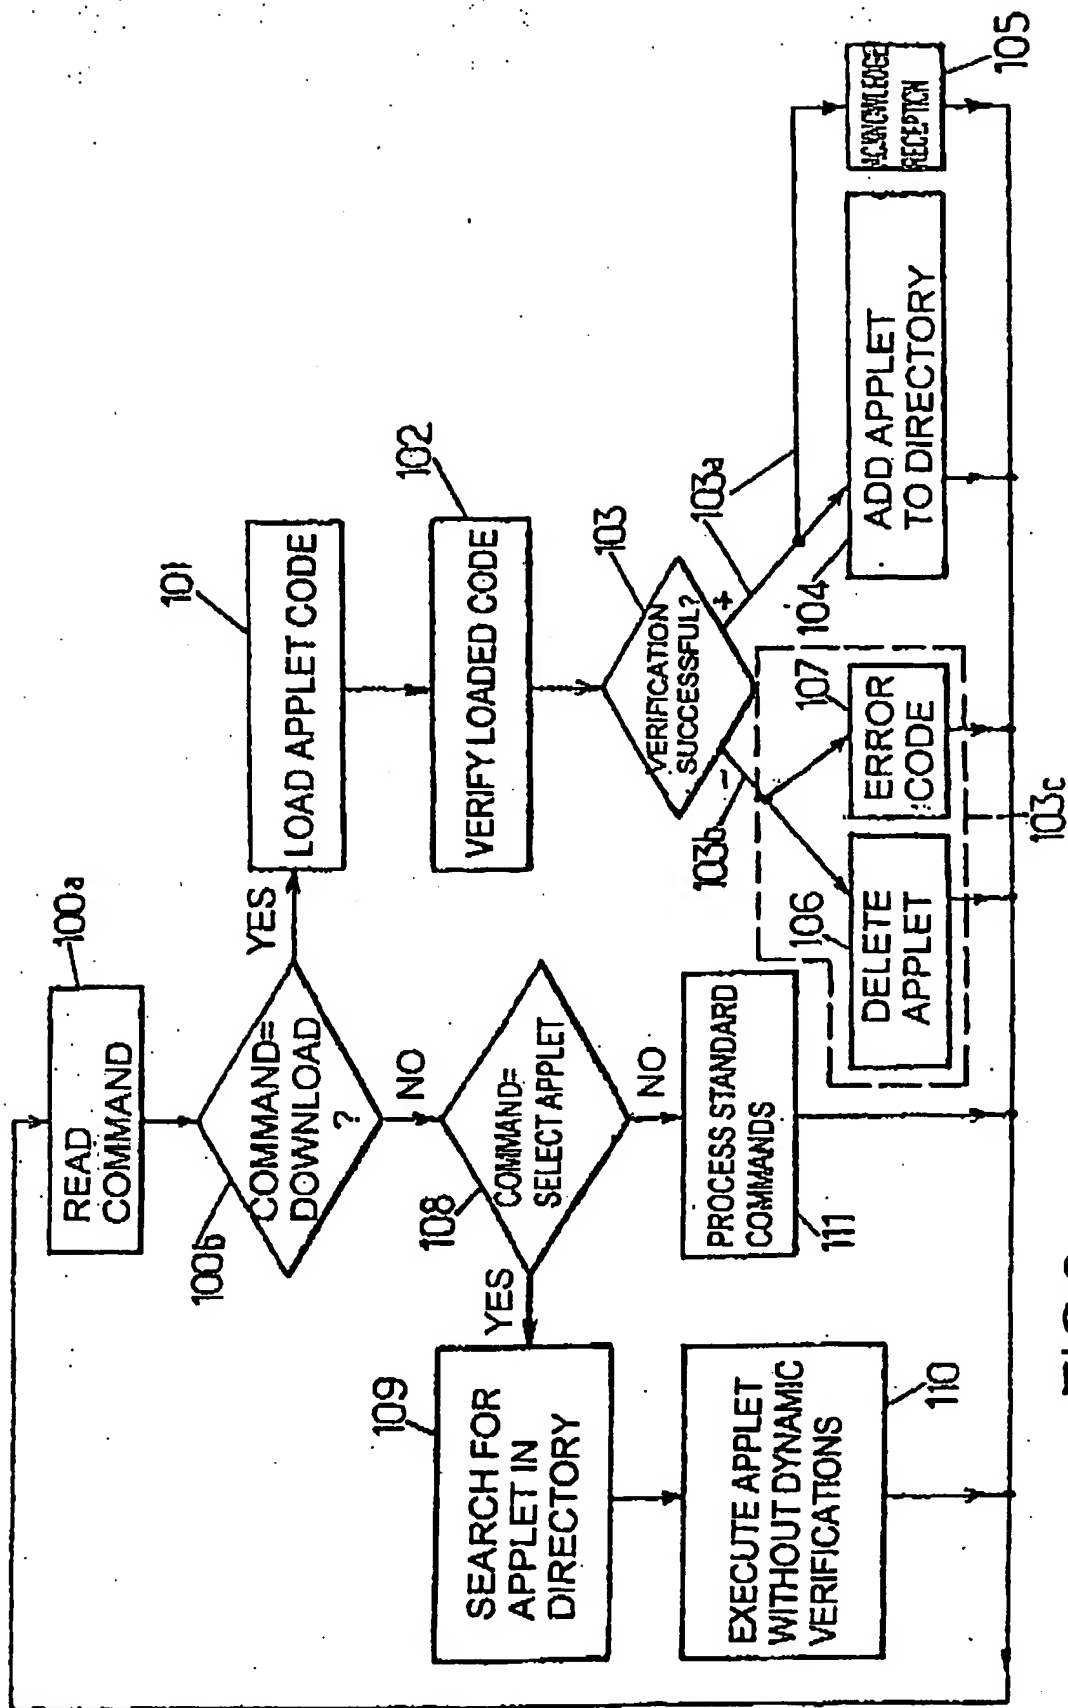 100a
READ
COMMAND
100b
COMMAND=
DOWNLOAD
?
YES
NO
101
LOAD APPLET CODE
102
VERIFY LOADED CODE
103
VERIFICATION
SUCCESSFUL?
+
103a
-
103b
104
ADD APPLET
TO DIRECTORY
105
ACKNOWLEDGE
RECEPTION
106
DELETE
APPLET
107
ERROR
CODE
103c
108
COMMAND=
SELECT APPLET
YES
NO
109
SEARCH FOR
APPLET IN
DIRECTORY
110
EXECUTE APPLET
WITHOUT DYNAMIC
VERIFICATIONS
111
PROCESS STANDARD
COMMANDS